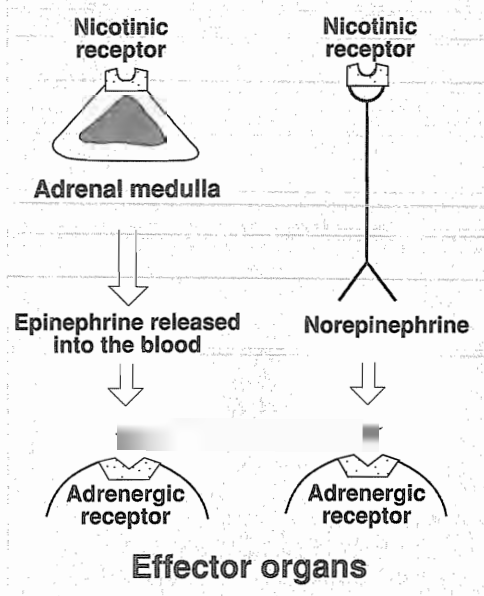 Nicotinic
receptor
Nicotinic
receptor
Adrenal medulla
Epinephrine released
into the blood
Norepinephrine
Adrenergic
receptor
Adrenergic
receptor
Effector organs